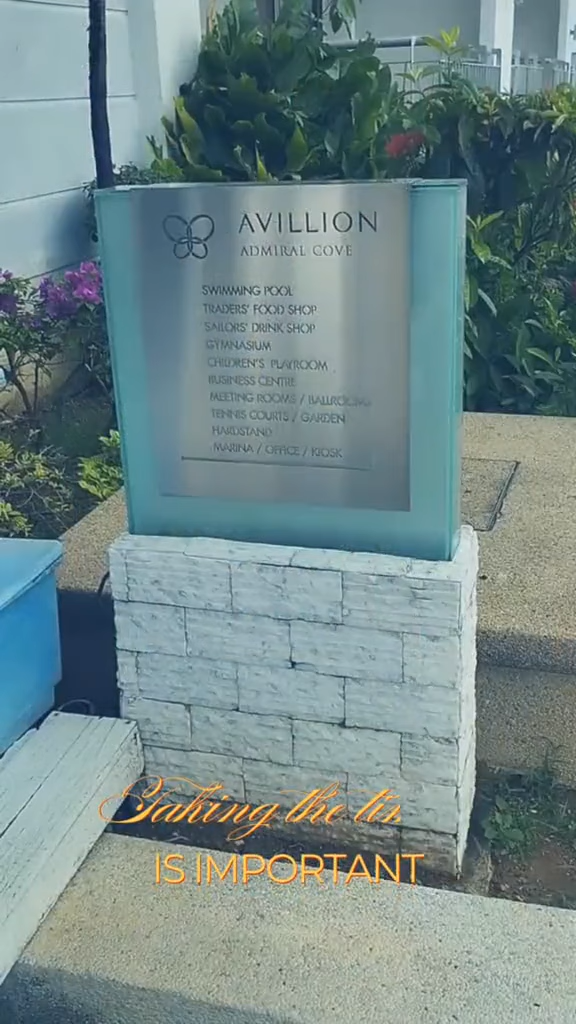 AVILLION
ADMIRAL COVE
SWIMMING POOL
TRADERS' FOOD SHOP
SAILORS' DRINK SHOP
GYMNASIUM
CHILDREN'S PLAYROOM
BUSINESS CENTRE
MEETING ROOMS / BALLROOMS
TENNIS COURTS / GARDEN
HARDSTAND
MARINA / OFFICE / KIOSK
Taking the
IS IMPORTANT